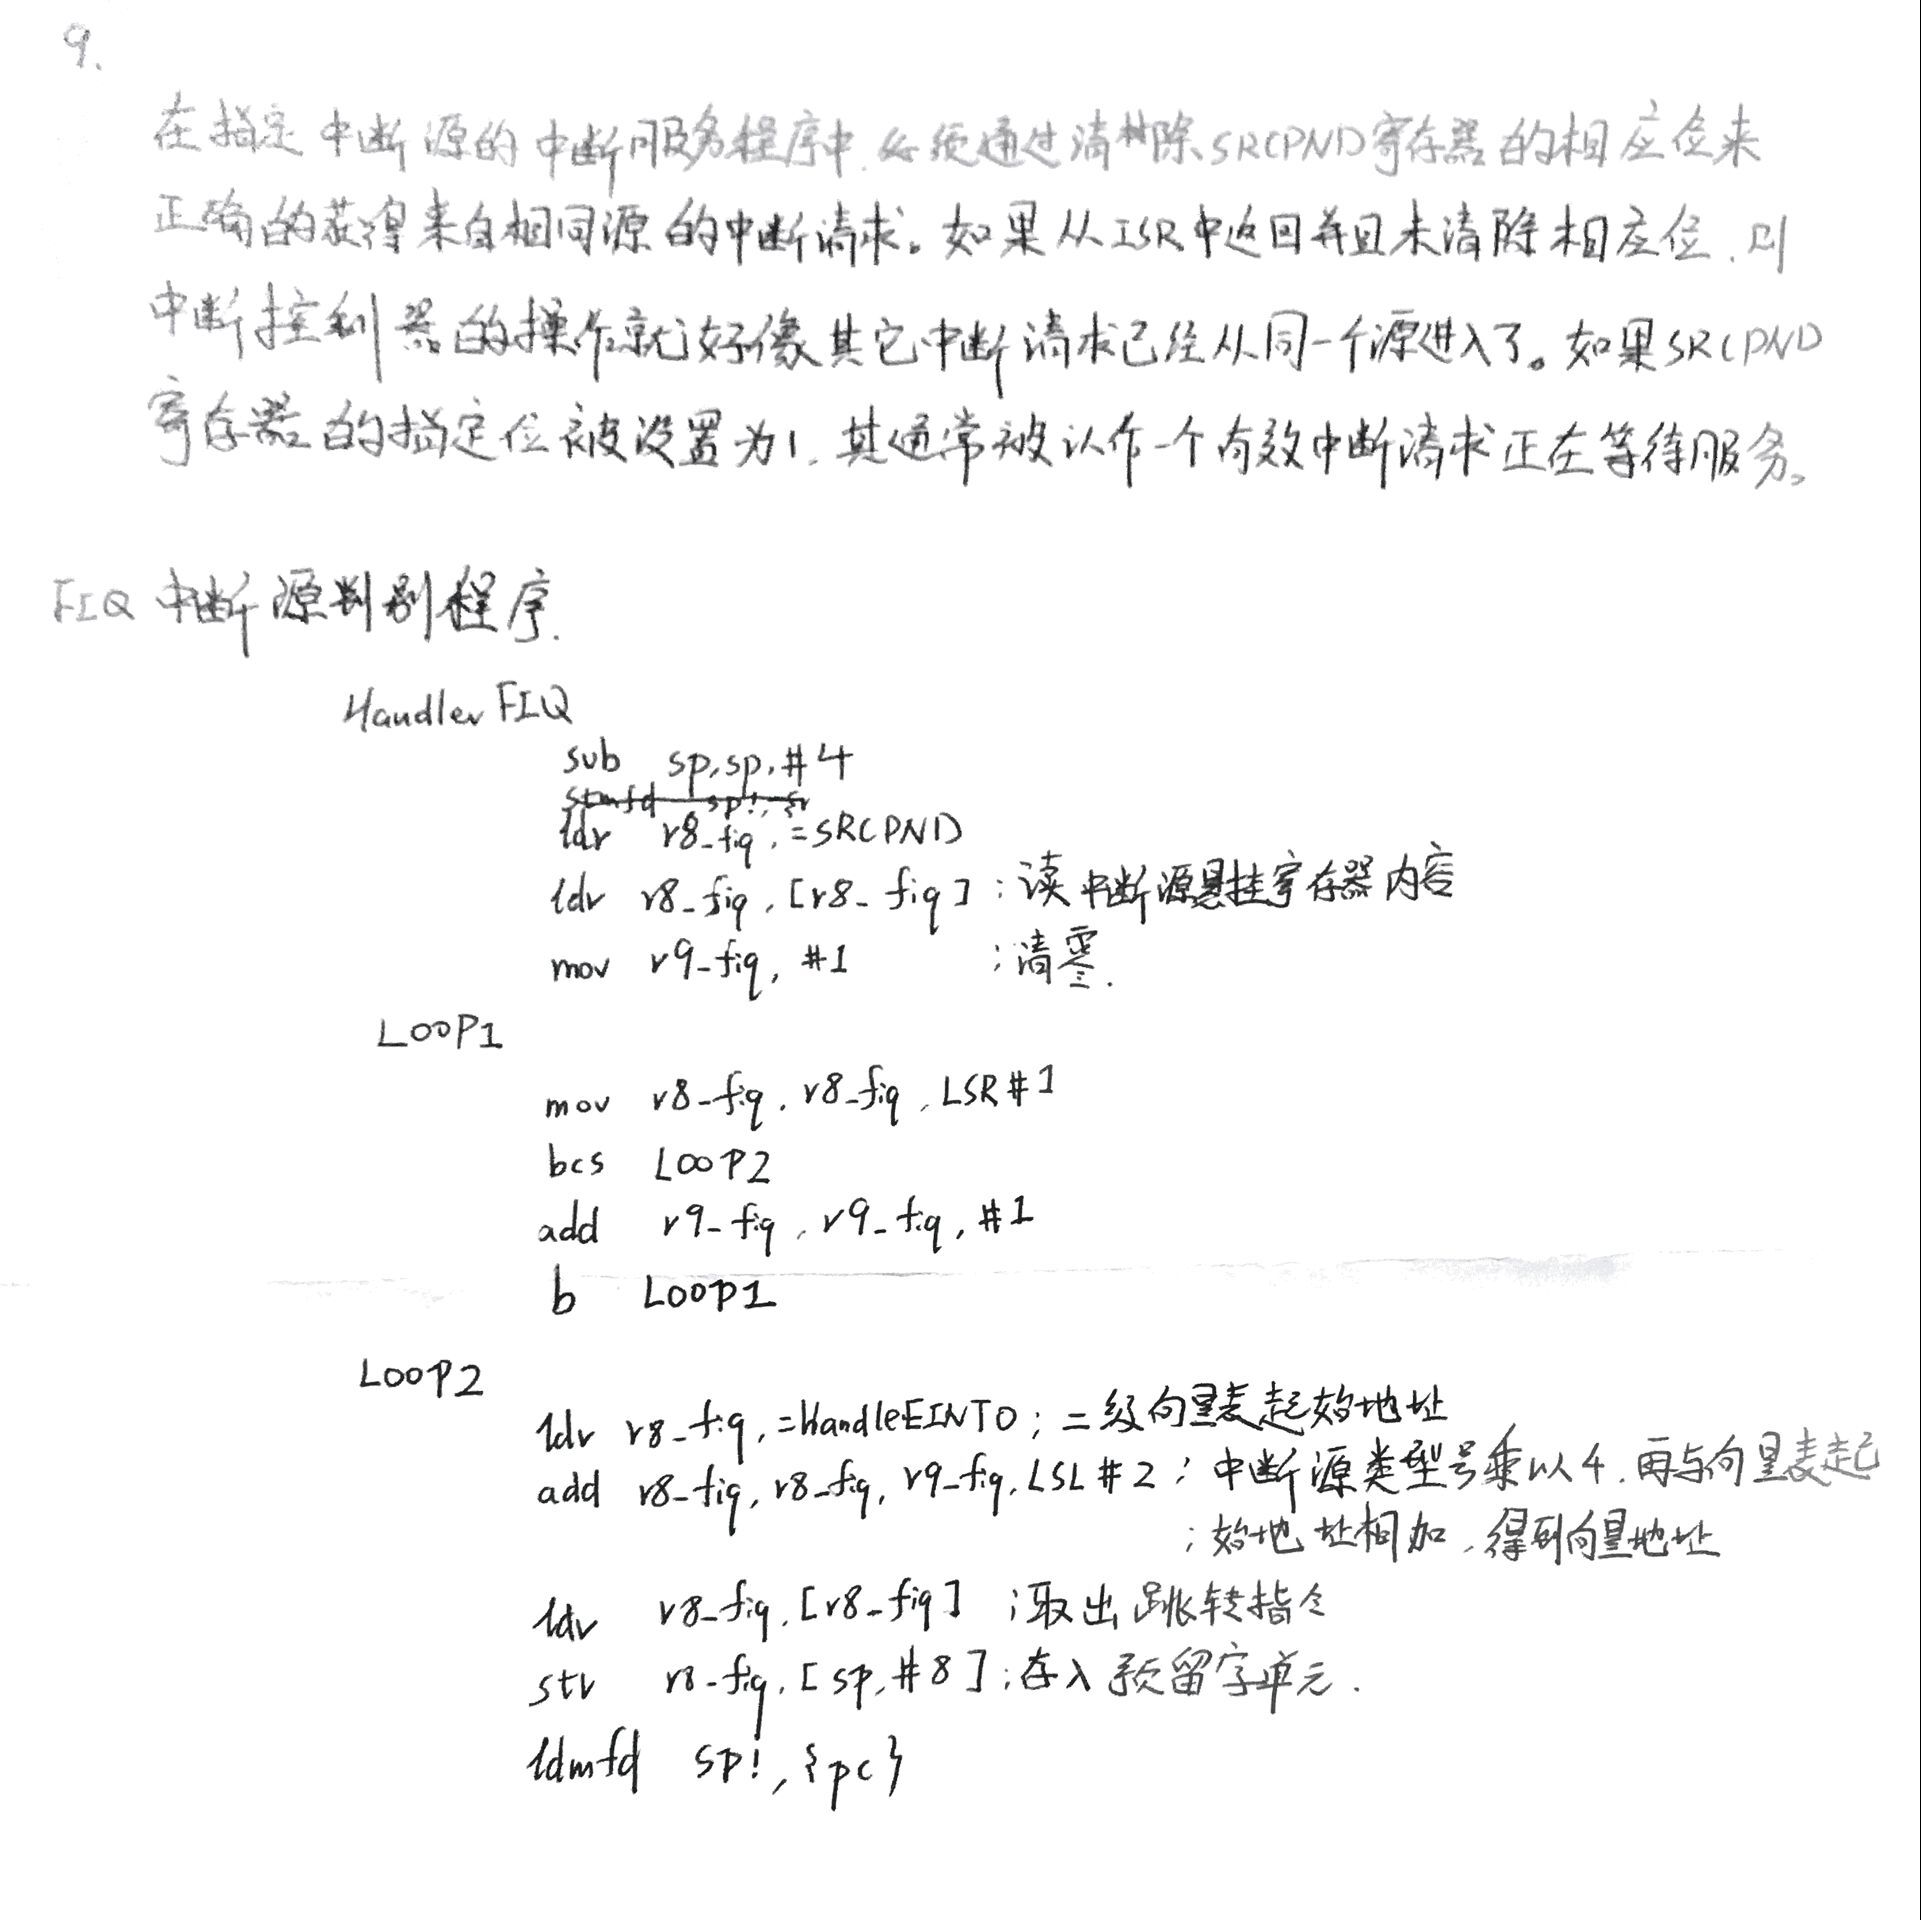 9.
在指定中断源的中断服务程序中,必须通过清除SRCPND寄存器的相应位来
正确的获得来自相同源的中断请求。如果从ISR中返回并且未清除相应位,则
中断控制器的操作就好像其它中断请求已经从同一个源进入了。如果SRCPND
寄存器的指定位被设置为1,其通常被认作一个有效中断请求正在等待服务。
FIQ 中断源判别程序.
HandlerFIQ
sub sp,sp,#4
stmfd sp!,{r
ldr r8_fiq,=SRCPND
ldr r8_fiq,[r8_fiq];读中断源悬挂寄存器内容
mov r9_fiq,#1 ;清零.
LOOP1
mov r8_fiq,r8_fiq,LSR#1
bcs LOOP2
add r9_fiq,r9_fiq,#1
b LOOP1
LOOP2
ldr r8_fiq,=HandleEINT0;二级向量表起始地址
add r8_fiq,r8_fiq,r9_fiq,LSL#2;中断源类型号乘以4,再与向量表起
;始地址相加,得到向量地址
ldr r8_fiq,[r8_fiq] ;取出跳转指令
str r8_fiq,[sp,#8];存入预留字单元.
ldmfd sp!,{pc}